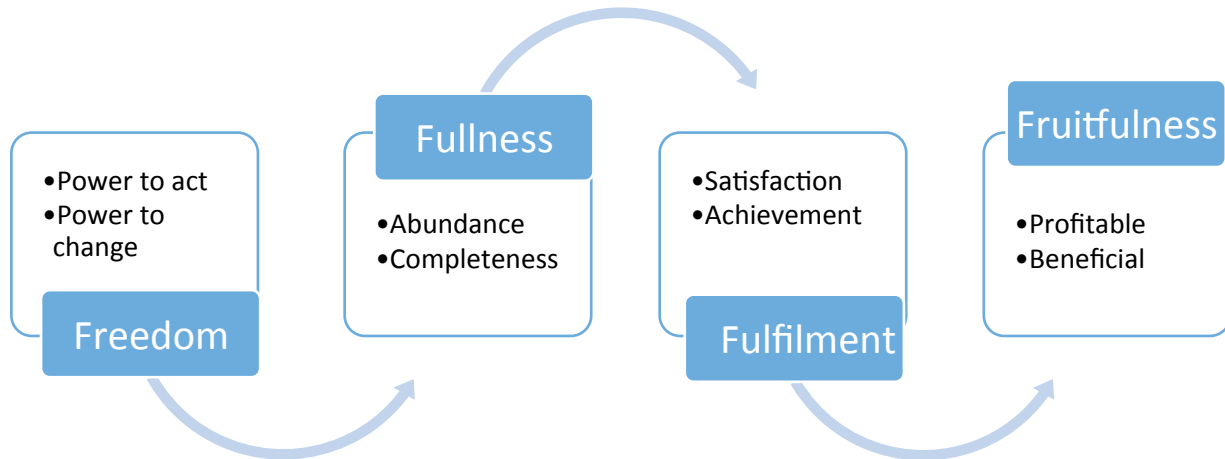 •Power to act
•Power to
change
Freedom
Fullness
•Abundance
•Completeness
•Satisfaction
•Achievement
Fulfilment
Fruitfulness
•Profitable
•Beneficial